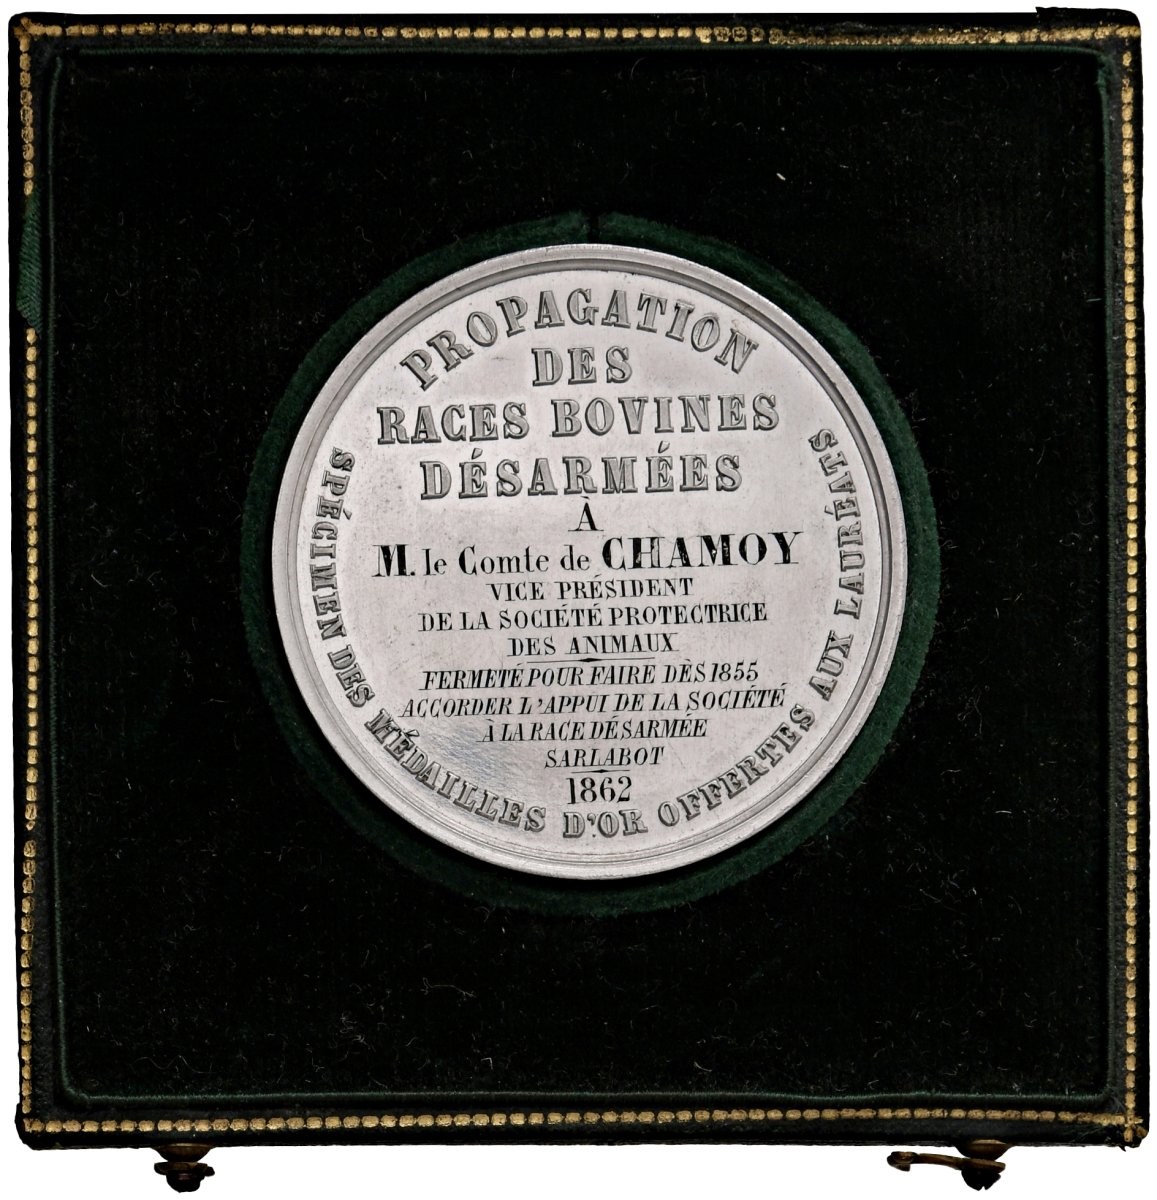 PROPAGATION
DES
RACES BOVINES
DÉSARMÉES
À
M. le Comte de CHAMOY
VICE PRÉSIDENT
DE LA SOCIÉTÉ PROTECTRICE
DES ANIMAUX
FERMETÉ POUR FAIRE DÈS 1855
ACCORDER L'APPUI DE LA SOCIÉTÉ
À LA RACE DÉSARMÉE
SARLABOT
1862
SPÉCIMEN DES MÉDAILLES D'OR OFFERTES AUX LAURÉATS